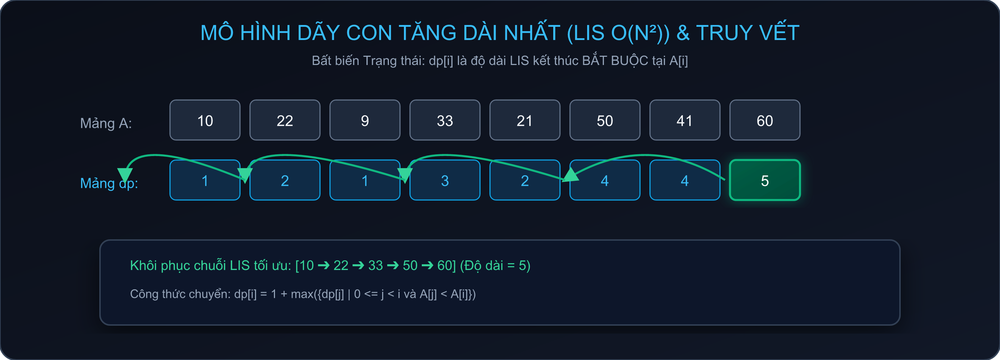 MÔ HÌNH DÃY CON TĂNG DÀI NHẤT (LIS O(N²)) & TRUY VẾT
Bất biến Trạng thái: dp[i] là độ dài LIS kết thúc BẮT BUỘC tại A[i]
Mảng A: 10 22 9 33 21 50 41 60
Mảng dp: 1 2 1 3 2 4 4 5
Khôi phục chuỗi LIS tối ưu: [10 ➔ 22 ➔ 33 ➔ 50 ➔ 60] (Độ dài = 5)
Công thức chuyển: dp[i] = 1 + max({dp[j] | 0 <= j < i và A[j] < A[i]})